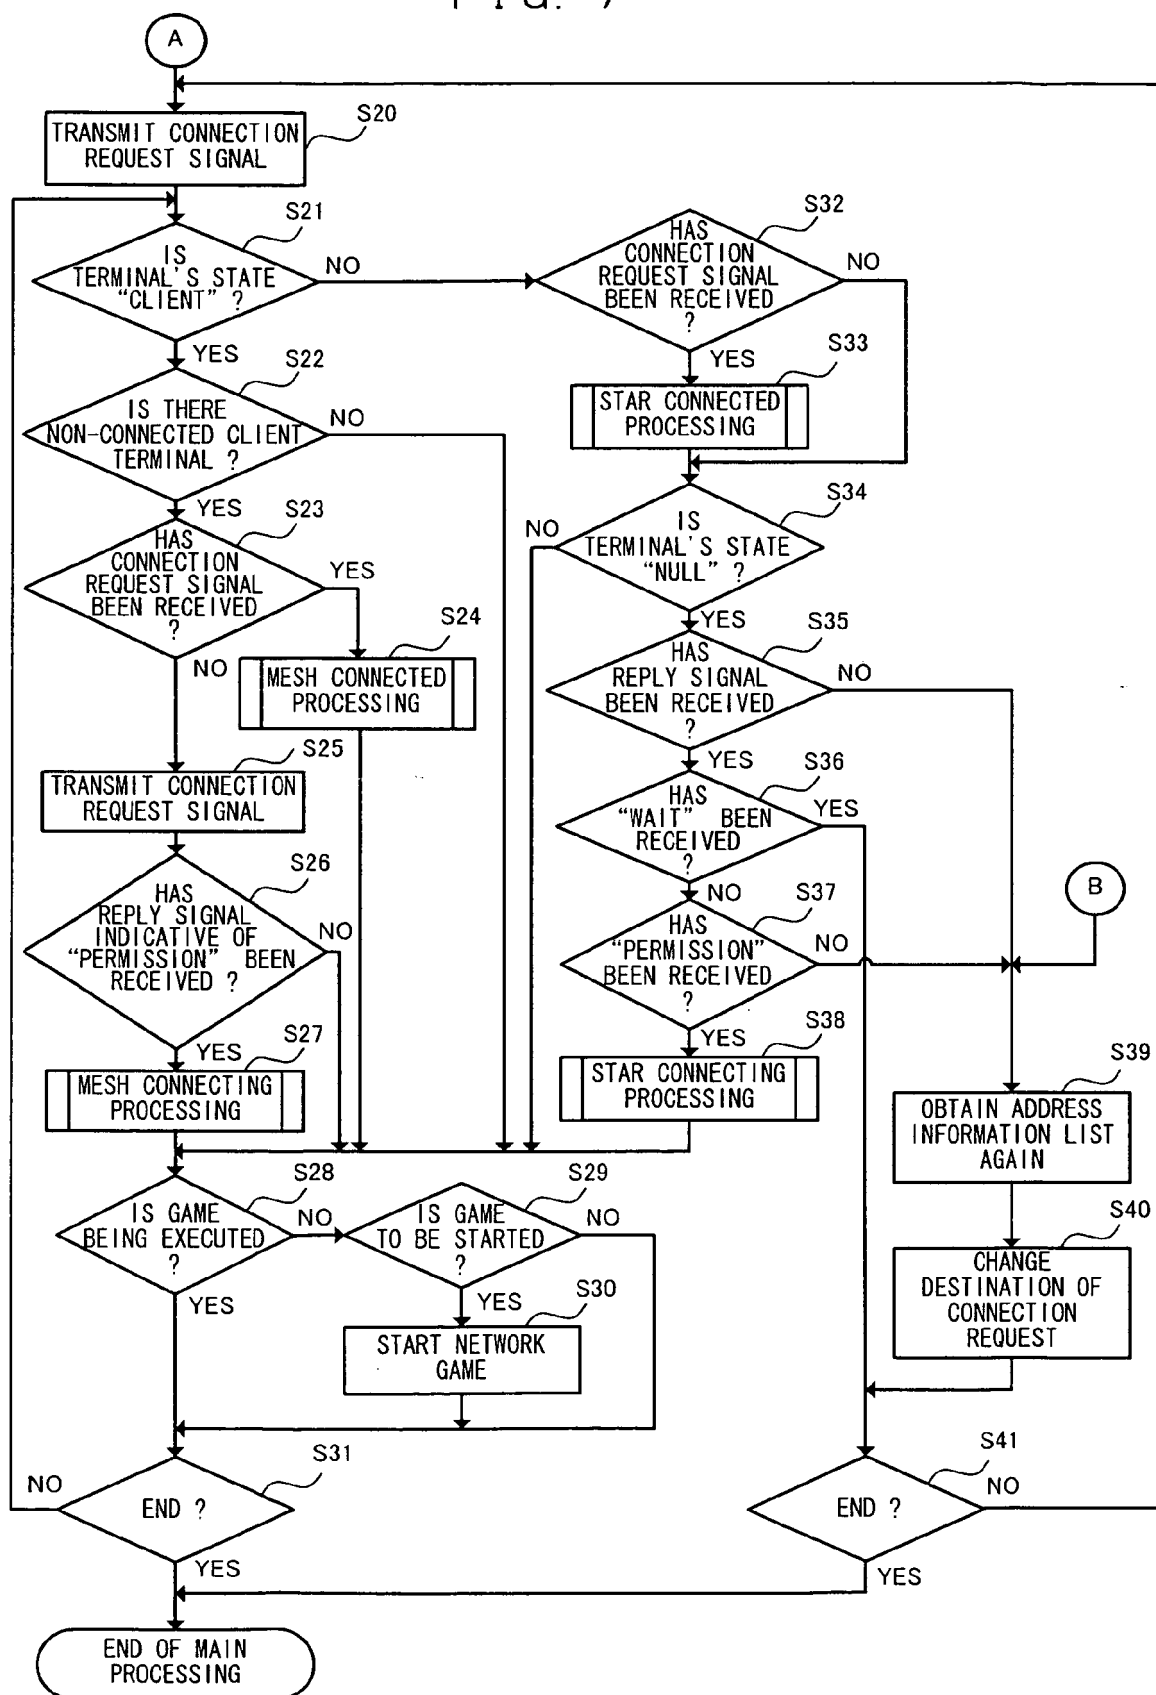 FIG. 7
A
S20
TRANSMIT CONNECTION
REQUEST SIGNAL
S21
IS
TERMINAL'S STATE
“CLIENT” ?
NO
YES
S22
IS THERE
NON-CONNECTED CLIENT
TERMINAL ?
NO
YES
S23
HAS
CONNECTION
REQUEST SIGNAL
BEEN RECEIVED
?
YES
NO
S24
MESH CONNECTED
PROCESSING
S25
TRANSMIT CONNECTION
REQUEST SIGNAL
S26
HAS
REPLY SIGNAL
INDICATIVE OF
“PERMISSION” BEEN
RECEIVED ?
NO
YES
S27
MESH CONNECTING
PROCESSING
S28
IS GAME
BEING EXECUTED
?
NO
YES
S29
IS GAME
TO BE STARTED
?
NO
YES
S30
START NETWORK
GAME
S31
END ?
NO
YES
END OF MAIN
PROCESSING
S32
HAS
CONNECTION
REQUEST SIGNAL
BEEN RECEIVED
?
NO
YES
S33
STAR CONNECTED
PROCESSING
S34
IS
TERMINAL'S STATE
“NULL” ?
NO
YES
S35
HAS
REPLY SIGNAL
BEEN RECEIVED
?
NO
YES
S36
HAS
“WAIT” BEEN
RECEIVED
?
YES
NO
S37
HAS
“PERMISSION”
BEEN RECEIVED
?
NO
YES
S38
STAR CONNECTING
PROCESSING
B
S39
OBTAIN ADDRESS
INFORMATION LIST
AGAIN
S40
CHANGE
DESTINATION OF
CONNECTION
REQUEST
S41
END ?
NO
YES